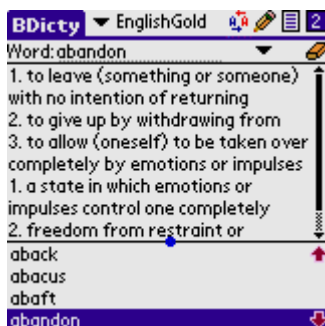 BDicty EnglishGold 2
Word: abandon
1. to leave (something or someone)
with no intention of returning
2. to give up by withdrawing from
3. to allow (oneself) to be taken over
completely by emotions or impulses
1. a state in which emotions or
impulses control one completely
2. freedom from restraint or
aback
abacus
abaft
abandon